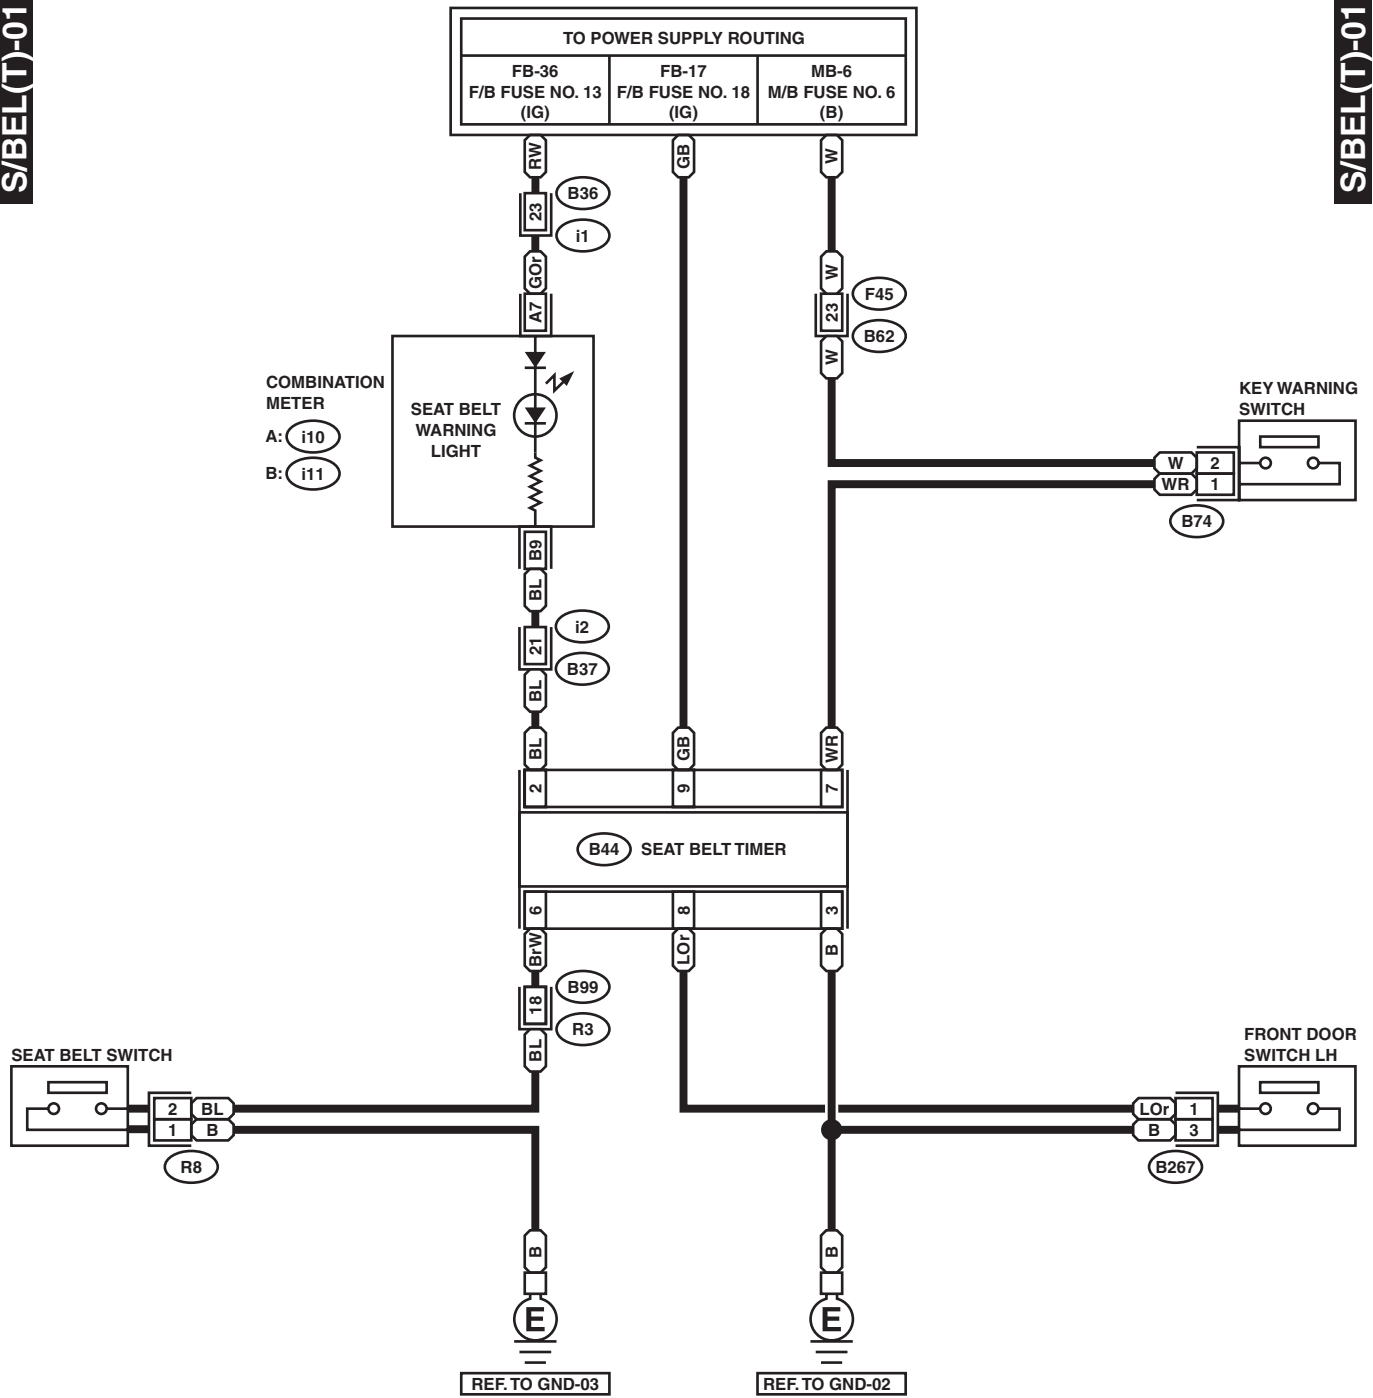 S/BEL(T)-01
S/BEL(T)-01
TO POWER SUPPLY ROUTING
FB-36
F/B FUSE NO. 13
(IG)
FB-17
F/B FUSE NO. 18
(IG)
MB-6
M/B FUSE NO. 6
(B)
RW
GB
W
23
B36
i1
GOr
A7
W
23
F45
B62
W
COMBINATION
METER
A: i10
B: i11
SEAT BELT
WARNING
LIGHT
KEY WARNING
SWITCH
W 2
WR 1
B74
B9
BL
21
i2
B37
BL
BL
GB
WR
2
9
7
B44 SEAT BELT TIMER
6
8
3
BrW
LOr
B
18
B99
R3
BL
SEAT BELT SWITCH
2 BL
1 B
R8
FRONT DOOR
SWITCH LH
LOr 1
B 3
B267
B
B
E
E
REF. TO GND-03
REF. TO GND-02